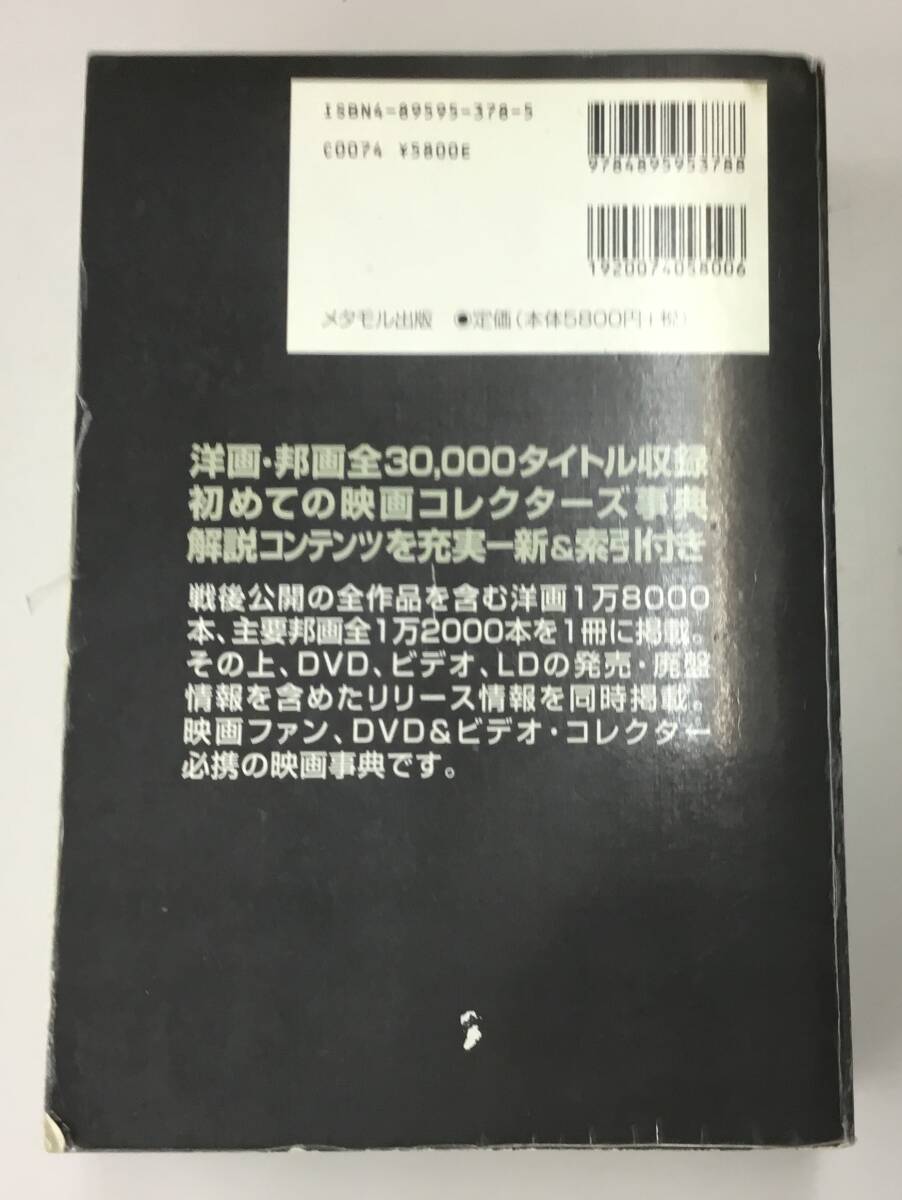 ISBN4-89595-378-5
C0074 ¥5800E
9784895953788
1920074058006
メタモル出版 ●定価(本体5800円+税)
洋画・邦画全30,000タイトル収録
初めての映画コレクターズ事典
解説コンテンツを充実一新&索引付き
戦後公開の全作品を含む洋画1万8000
本、主要邦画全1万2000本を1冊に掲載。
その上、DVD、ビデオ、LDの発売・廃盤
情報を含めたリリース情報を同時掲載。
映画ファン、DVD&ビデオ・コレクター
必携の映画事典です。